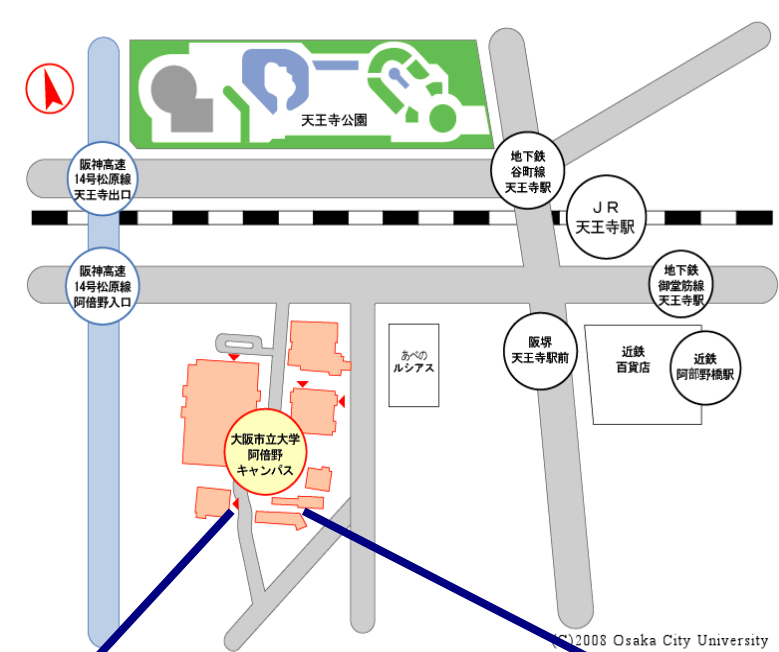 天王寺公園
阪神高速
14号松原線
天王寺出口
地下鉄
谷町線
天王寺駅
ＪＲ
天王寺駅
阪神高速
14号松原線
阿倍野入口
地下鉄
御堂筋線
天王寺駅
あべの
ルシアス
阪堺
天王寺駅前
近鉄
百貨店
近鉄
阿部野橋駅
大阪市立大学
阿倍野
キャンパス
(C)2008 Osaka City University